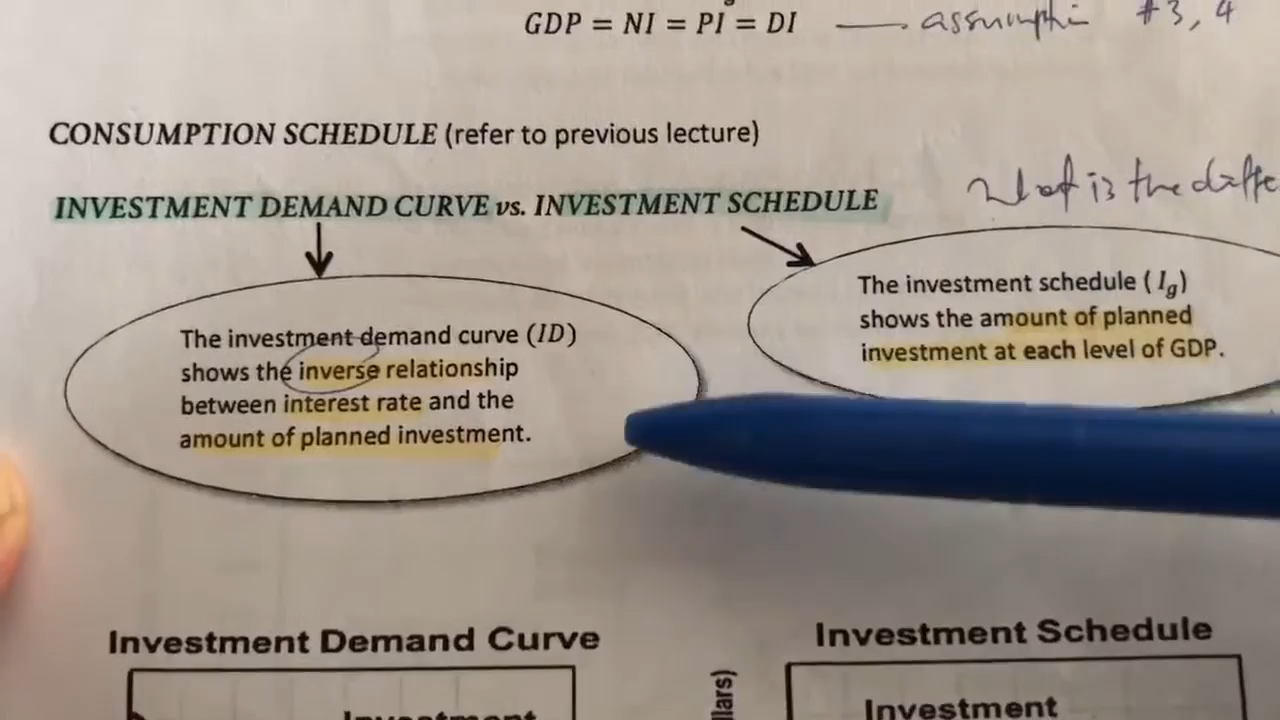 GDP = NI = PI = DI — assumption #3, 4
CONSUMPTION SCHEDULE (refer to previous lecture)
INVESTMENT DEMAND CURVE vs. INVESTMENT SCHEDULE
What is the diffe
The investment demand curve (ID)
shows the inverse relationship
between interest rate and the
amount of planned investment.
The investment schedule (Ig)
shows the amount of planned
investment at each level of GDP.
Investment Demand Curve
Investment
Investment Schedule
lars)
Investment